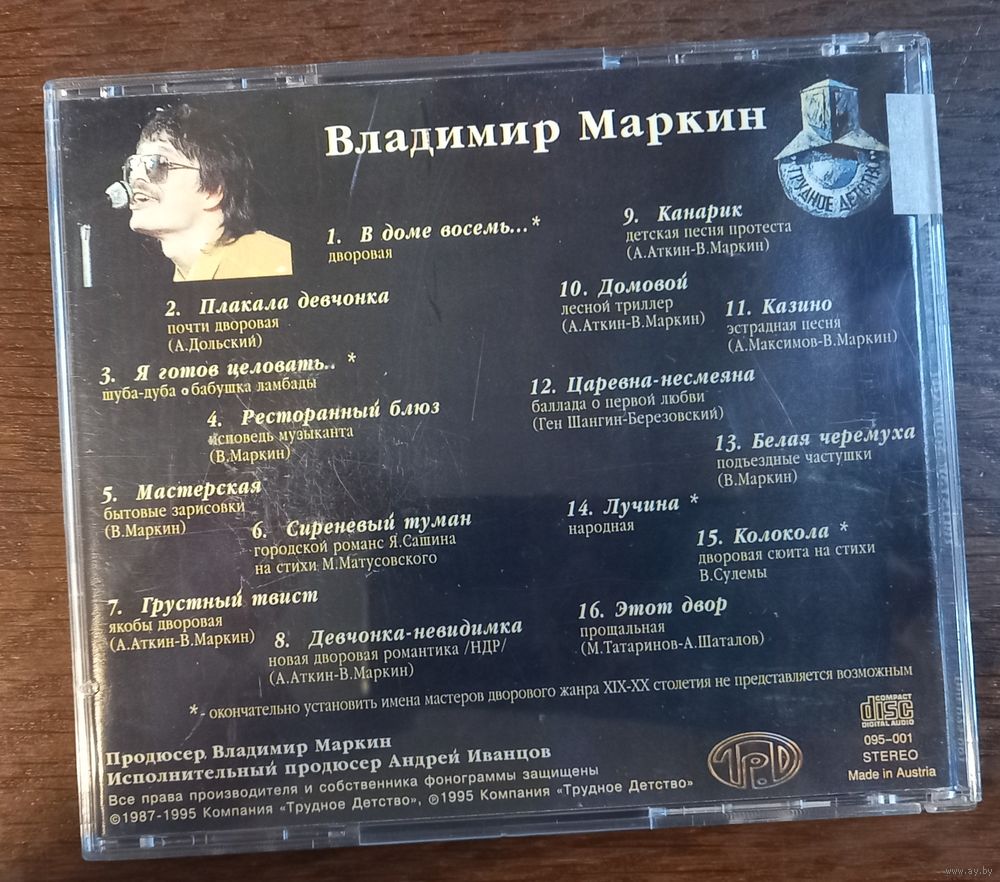 Владимир Маркин
ТРУДНОЕ ДЕТСТВО
1. В доме восемь...*
дворовая
2. Плакала девчонка
почти дворовая
(А.Дольский)
3. Я готов целовать.. *
шуба-дуба о бабушка ламбады
4. Ресторанный блюз
исповедь музыканта
(В.Маркин)
5. Мастерская
бытовые зарисовки
(В.Маркин)
6. Сиреневый туман
городской романс Я.Сашина
на стихи М.Матусовского
7. Грустный твист
якобы дворовая
(А.Аткин-В.Маркин)
8. Девчонка-невидимка
новая дворовая романтика /НДР/
(А.Аткин-В.Маркин)
9. Канарик
детская песня протеста
(А.Аткин-В.Маркин)
10. Домовой
лесной триллер
(А.Аткин-В.Маркин)
11. Казино
эстрадная песня
(А.Максимов-В.Маркин)
12. Царевна-несмеяна
баллада о первой любви
(Ген Шангин-Березовский)
13. Белая черемуха
подъездные частушки
(В.Маркин)
14. Лучина *
народная
15. Колокола *
дворовая сюита на стихи
В.Сулемы
16. Этот двор
прощальная
(М.Татаринов-А.Шаталов)
*- окончательно установить имена мастеров дворового жанра XIX-XX столетия не представляется возможным
Продюсер Владимир Маркин
Исполнительный продюсер Андрей Иванцов
Все права производителя и собственника фонограммы защищены
©1987-1995 Компания «Трудное Детство», ℗1995 Компания «Трудное Детство»
COMPACT
disc
DIGITAL AUDIO
095-001
STEREO
Made in Austria
www.ay.by